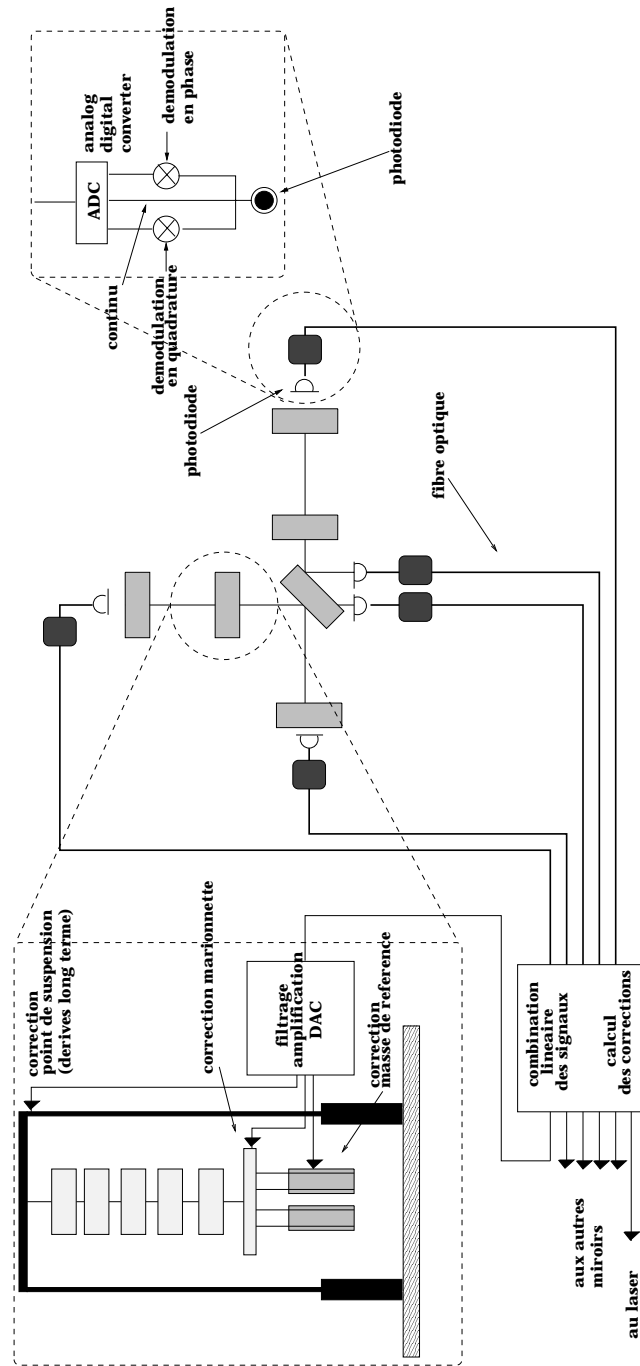 correction
point de suspension
(derives long terme)
correction marionnette
filtrage
amplification
DAC
correction
masse de reference
combination
lineaire
des signaux
calcul
des corrections
aux autres
miroirs
au laser
photodiode
fibre optique
continu
demodulation
en quadrature
ADC
analog
digital
converter
demodulation
en phase
photodiode